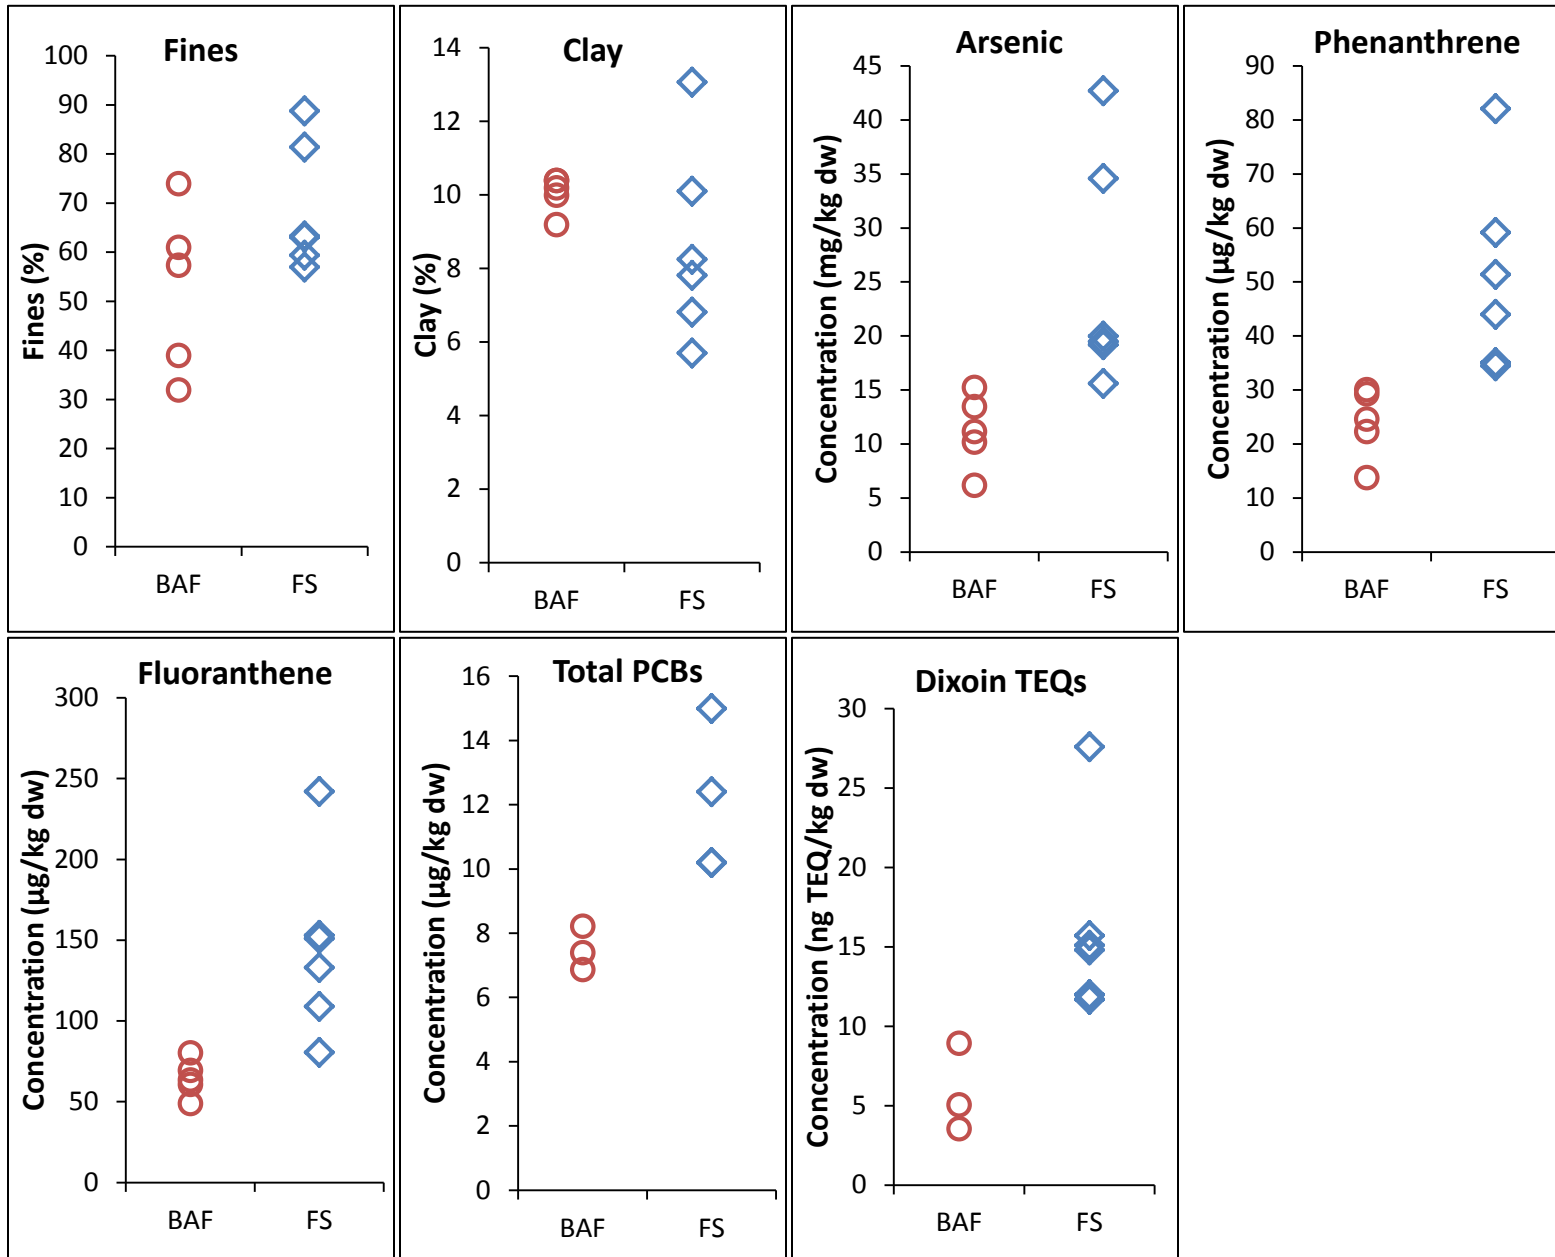 Fines
Fines (%)
100
90
80
70
60
50
40
30
20
10
0
BAF FS
Clay
Clay (%)
14
12
10
8
6
4
2
0
BAF FS
Arsenic
Concentration (mg/kg dw)
45
40
35
30
25
20
15
10
5
0
BAF FS
Phenanthrene
Concentration (µg/kg dw)
90
80
70
60
50
40
30
20
10
0
BAF FS
Fluoranthene
Concentration (µg/kg dw)
300
250
200
150
100
50
0
BAF FS
Total PCBs
Concentration (µg/kg dw)
16
14
12
10
8
6
4
2
0
BAF FS
Dixoin TEQs
Concentration (ng TEQ/kg dw)
30
25
20
15
10
5
0
BAF FS